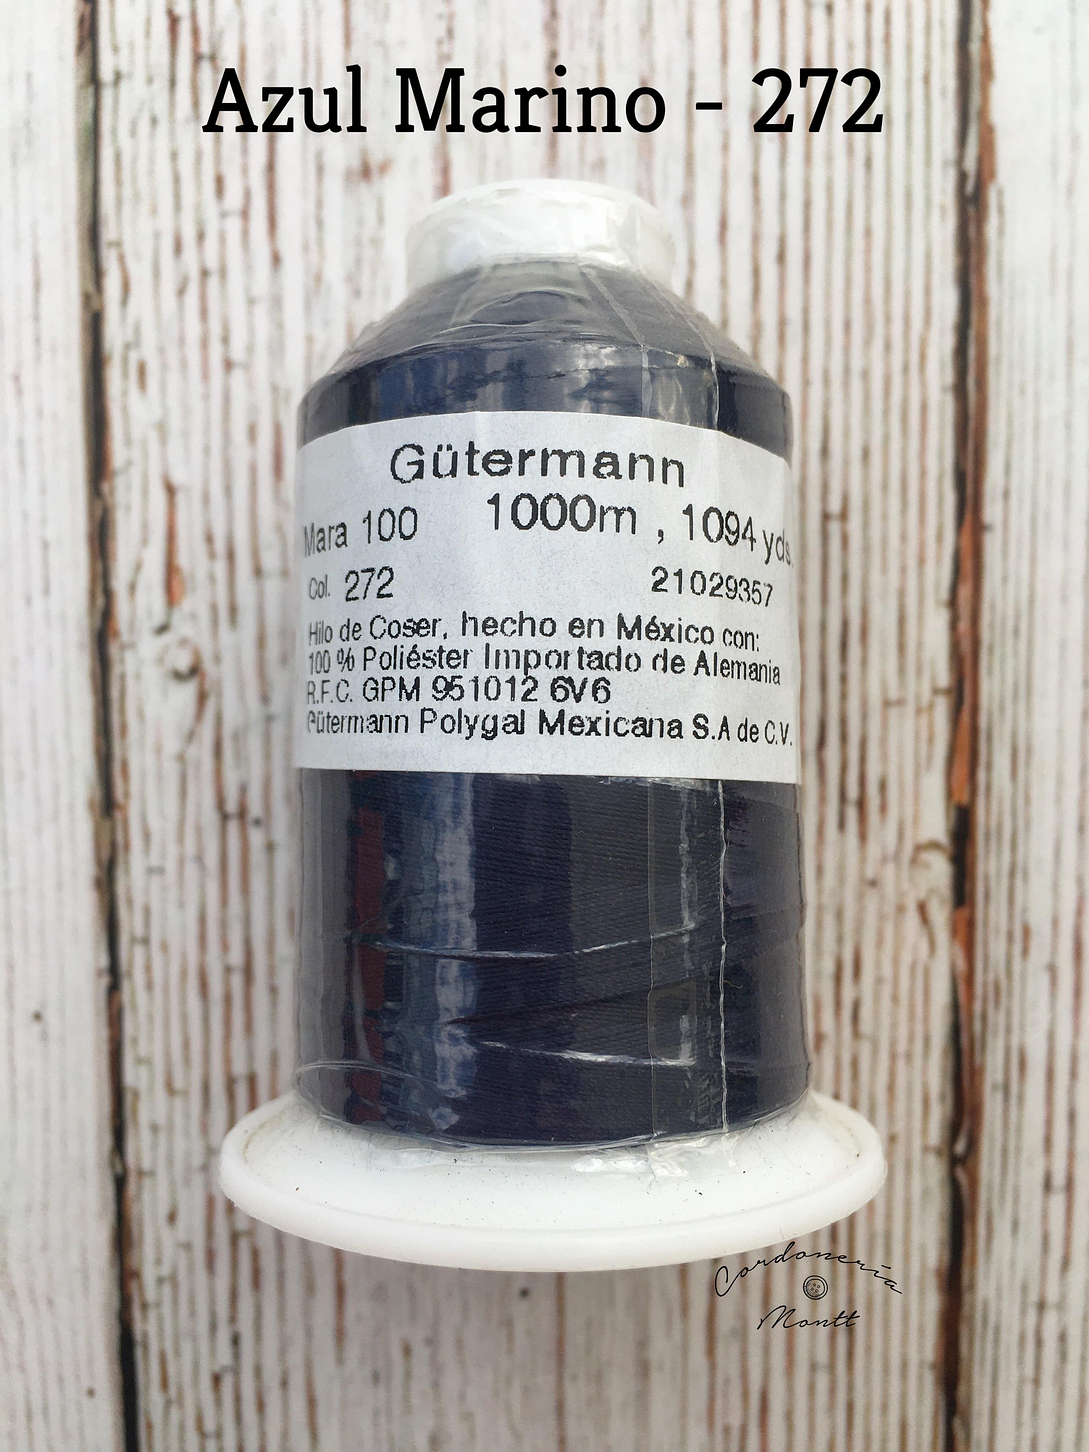 Azul Marino - 272
Gütermann
Mara 100 1000m , 1094 yds.
Col. 272 21029357
Hilo de Coser, hecho en México con:
100 % Poliéster Importado de Alemania
R.F.C. GPM 951012 6V6
Gütermann Polygal Mexicana S.A de C.V.
Cordonería
Montt